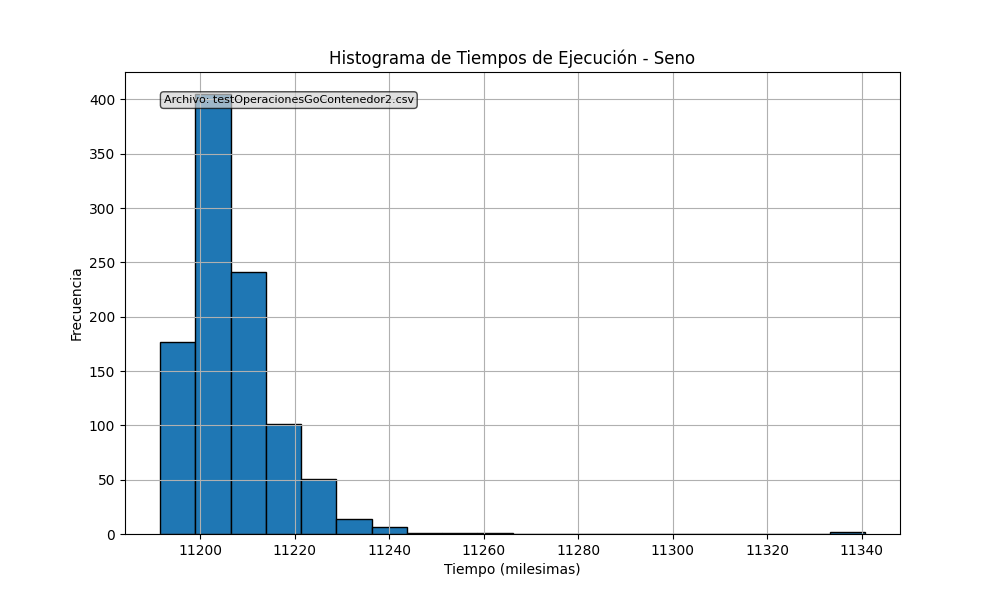 Histograma de Tiempos de Ejecución - Seno
Archivo: testOperacionesGoContenedor2.csv
400
350
300
250
200
150
100
50
0
Frecuencia
11200 11220 11240 11260 11280 11300 11320 11340
Tiempo (milesimas)